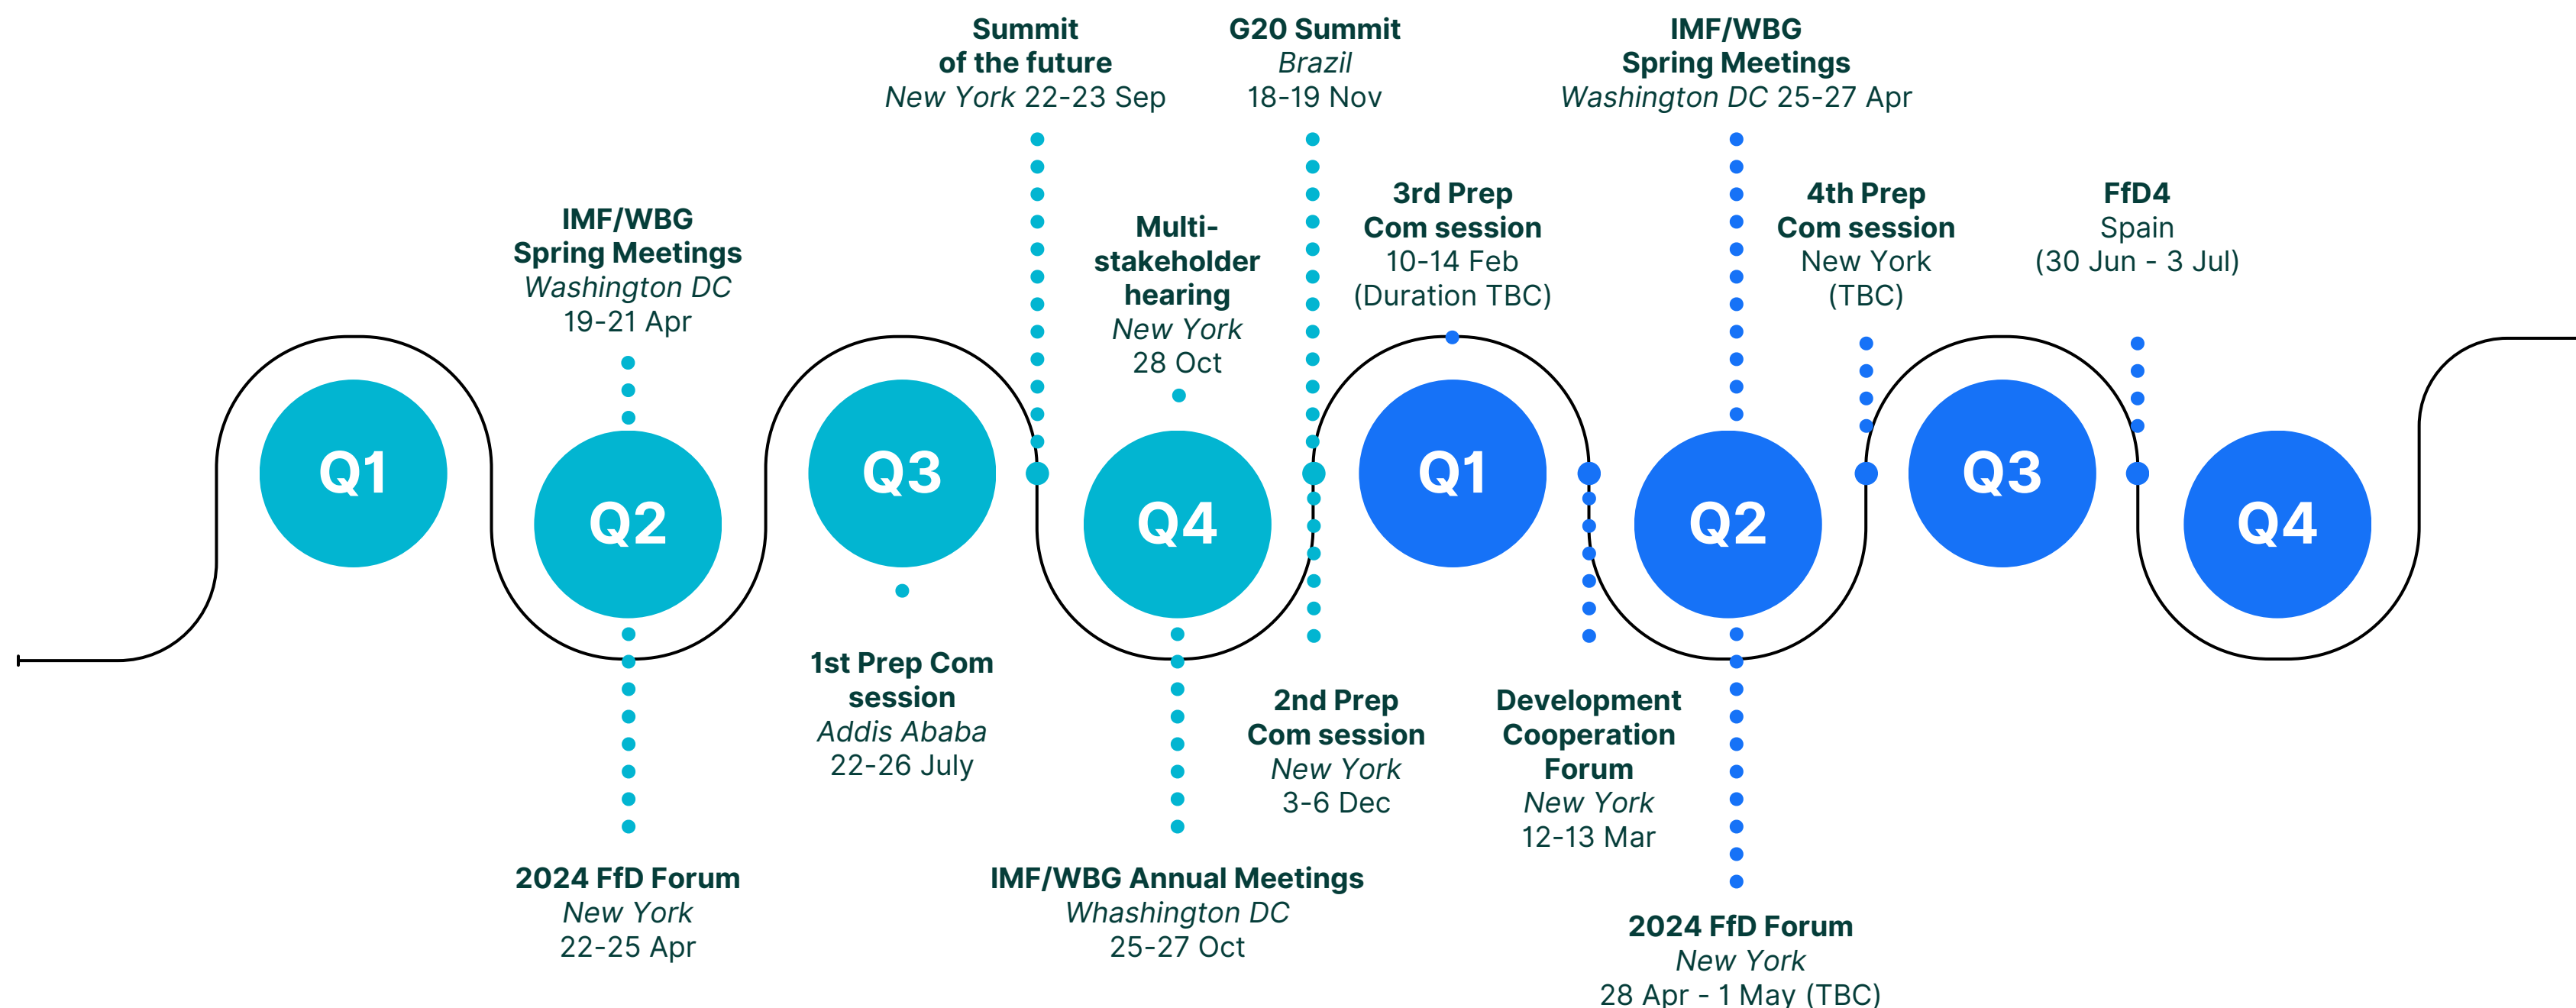 Summit
of the future
New York 22-23 Sep
G20 Summit
Brazil
18-19 Nov
IMF/WBG
Spring Meetings
Washington DC 25-27 Apr
IMF/WBG
Spring Meetings
Washington DC
19-21 Apr
Multi-
stakeholder
hearing
New York
28 Oct
3rd Prep
Com session
10-14 Feb
(Duration TBC)
4th Prep
Com session
New York
(TBC)
FfD4
Spain
(30 Jun - 3 Jul)
Q1
Q2
Q3
Q4
Q1
Q2
Q3
Q4
1st Prep Com
session
Addis Ababa
22-26 July
2nd Prep
Com session
New York
3-6 Dec
Development
Cooperation
Forum
New York
12-13 Mar
2024 FfD Forum
New York
22-25 Apr
IMF/WBG Annual Meetings
Whashington DC
25-27 Oct
2024 FfD Forum
New York
28 Apr - 1 May (TBC)